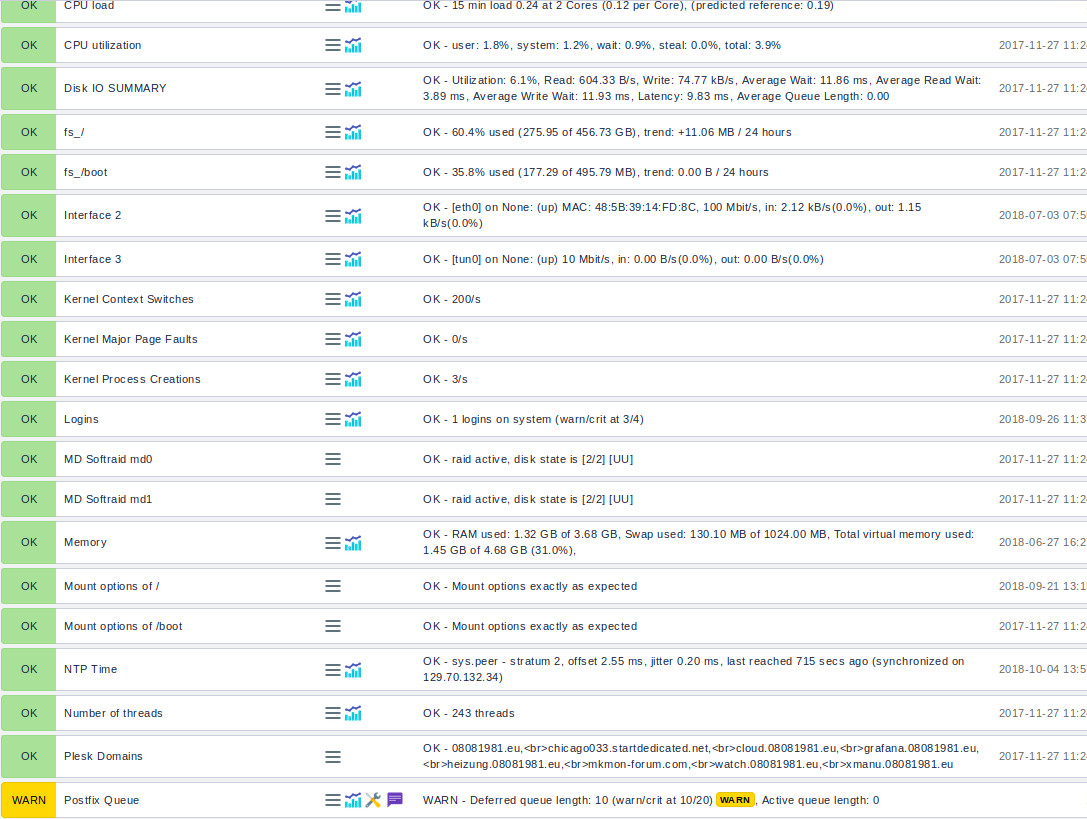 OK CPU load OK - 15 min load 0.24 at 2 Cores (0.12 per Core), (predicted reference: 0.19)
OK CPU utilization OK - user: 1.8%, system: 1.2%, wait: 0.9%, steal: 0.0%, total: 3.9% 2017-11-27 11:2
OK Disk IO SUMMARY OK - Utilization: 6.1%, Read: 604.33 B/s, Write: 74.77 kB/s, Average Wait: 11.86 ms, Average Read Wait: 2017-11-27 11:2
3.89 ms, Average Write Wait: 11.93 ms, Latency: 9.83 ms, Average Queue Length: 0.00
OK fs_/ OK - 60.4% used (275.95 of 456.73 GB), trend: +11.06 MB / 24 hours 2017-11-27 11:2
OK fs_/boot OK - 35.8% used (177.29 of 495.79 MB), trend: 0.00 B / 24 hours 2017-11-27 11:2
OK Interface 2 OK - [eth0] on None: (up) MAC: 48:5B:39:14:FD:8C, 100 Mbit/s, in: 2.12 kB/s(0.0%), out: 1.15 2018-07-03 07:5
kB/s(0.0%)
OK Interface 3 OK - [tun0] on None: (up) 10 Mbit/s, in: 0.00 B/s(0.0%), out: 0.00 B/s(0.0%) 2018-07-03 07:5
OK Kernel Context Switches OK - 200/s 2017-11-27 11:2
OK Kernel Major Page Faults OK - 0/s 2017-11-27 11:2
OK Kernel Process Creations OK - 3/s 2017-11-27 11:2
OK Logins OK - 1 logins on system (warn/crit at 3/4) 2018-09-26 11:3
OK MD Softraid md0 OK - raid active, disk state is [2/2] [UU] 2017-11-27 11:2
OK MD Softraid md1 OK - raid active, disk state is [2/2] [UU] 2017-11-27 11:2
OK Memory OK - RAM used: 1.32 GB of 3.68 GB, Swap used: 130.10 MB of 1024.00 MB, Total virtual memory used: 2018-06-27 16:2
1.45 GB of 4.68 GB (31.0%),
OK Mount options of / OK - Mount options exactly as expected 2018-09-21 13:1
OK Mount options of /boot OK - Mount options exactly as expected 2017-11-27 11:2
OK NTP Time OK - sys.peer - stratum 2, offset 2.55 ms, jitter 0.20 ms, last reached 715 secs ago (synchronized on 2018-10-04 13:5
129.70.132.34)
OK Number of threads OK - 243 threads 2017-11-27 11:2
OK Plesk Domains OK - 08081981.eu,<br>chicago033.startdedicated.net,<br>cloud.08081981.eu,<br>grafana.08081981.eu, 2017-11-27 11:2
<br>heizung.08081981.eu,<br>mkmon-forum.com,<br>watch.08081981.eu,<br>xmanu.08081981.eu
WARN Postfix Queue WARN - Deferred queue length: 10 (warn/crit at 10/20) WARN, Active queue length: 0